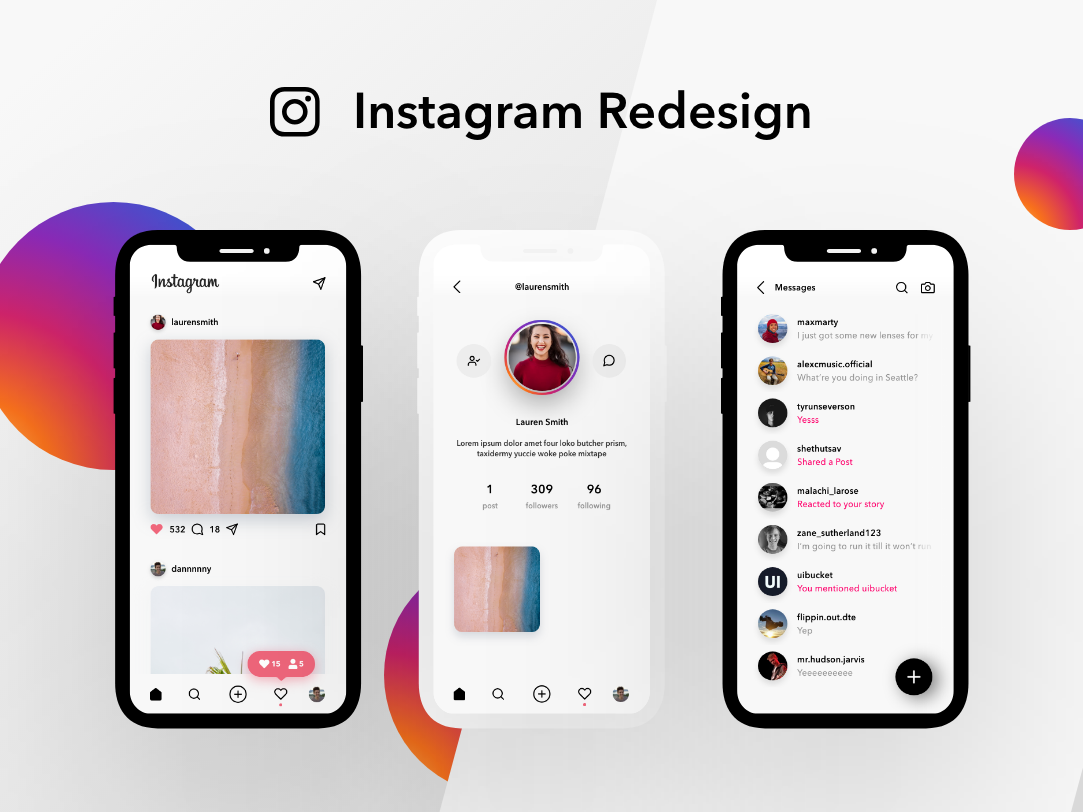 Instagram Redesign
Instagram
laurensmith
532 18
dannnnny
15 5
@laurensmith
Lauren Smith
Lorem ipsum dolor amet four loko butcher prism,
taxidermy yuccie woke poke mixtape
1 309 96
post followers following
Messages
maxmarty
I just got some new lenses for my
alexcmusic.official
What're you doing in Seattle?
tyrunseverson
Yesss
shethutsav
Shared a Post
malachi_larose
Reacted to your story
zane_sutherland123
I'm going to run it till it won't run
UI
uibucket
You mentioned uibucket
flippin.out.dte
Yep
mr.hudson.jarvis
Yeeeeeeeeee